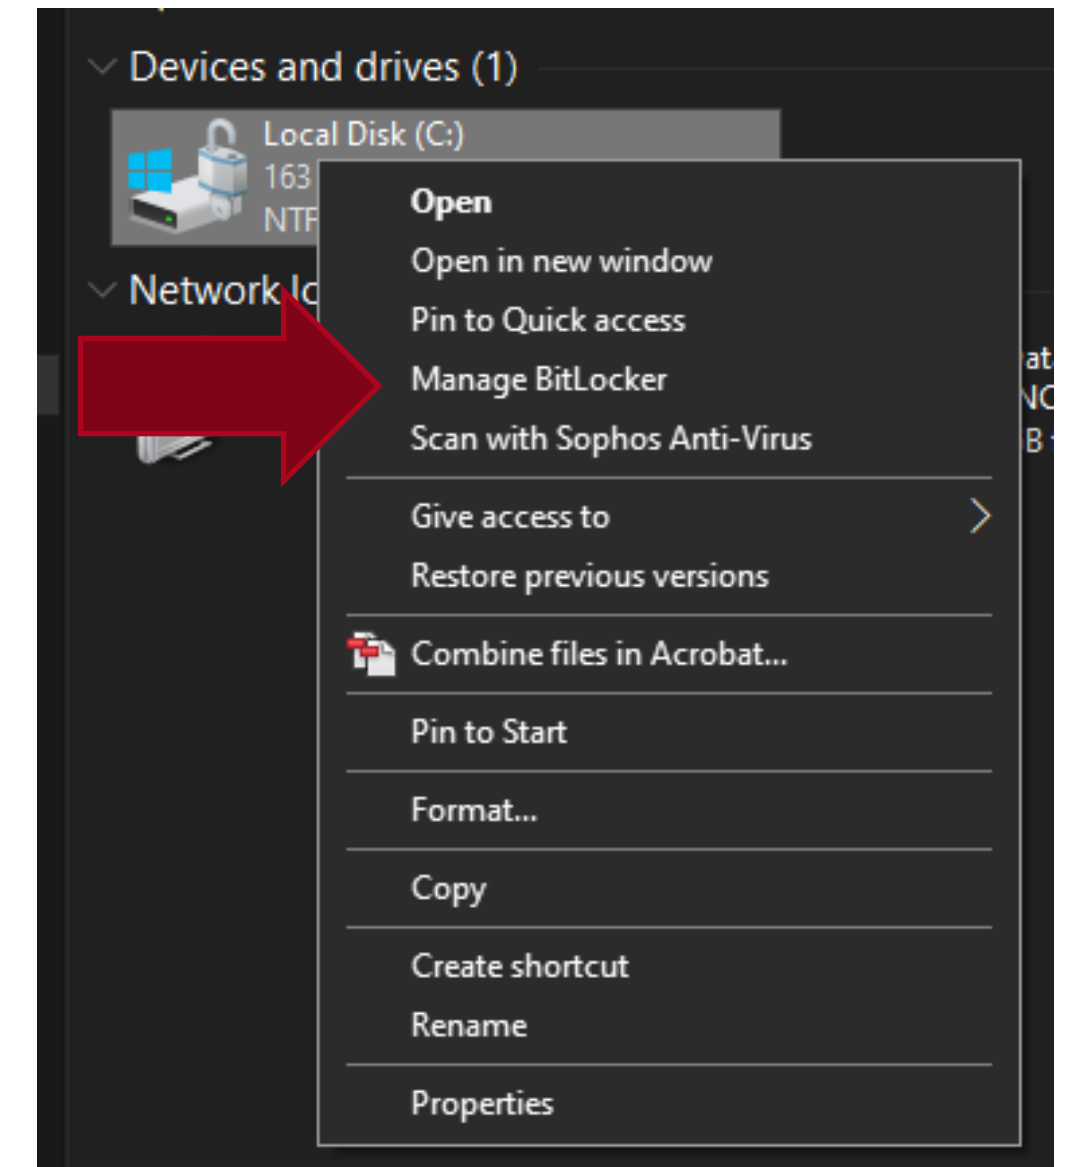 Devices and drives (1)
Local Disk (C:)
163
Network
Open
Open in new window
Pin to Quick access
Manage BitLocker
Scan with Sophos Anti-Virus
Give access to
Restore previous versions
Combine files in Acrobat...
Pin to Start
Format...
Copy
Create shortcut
Rename
Properties